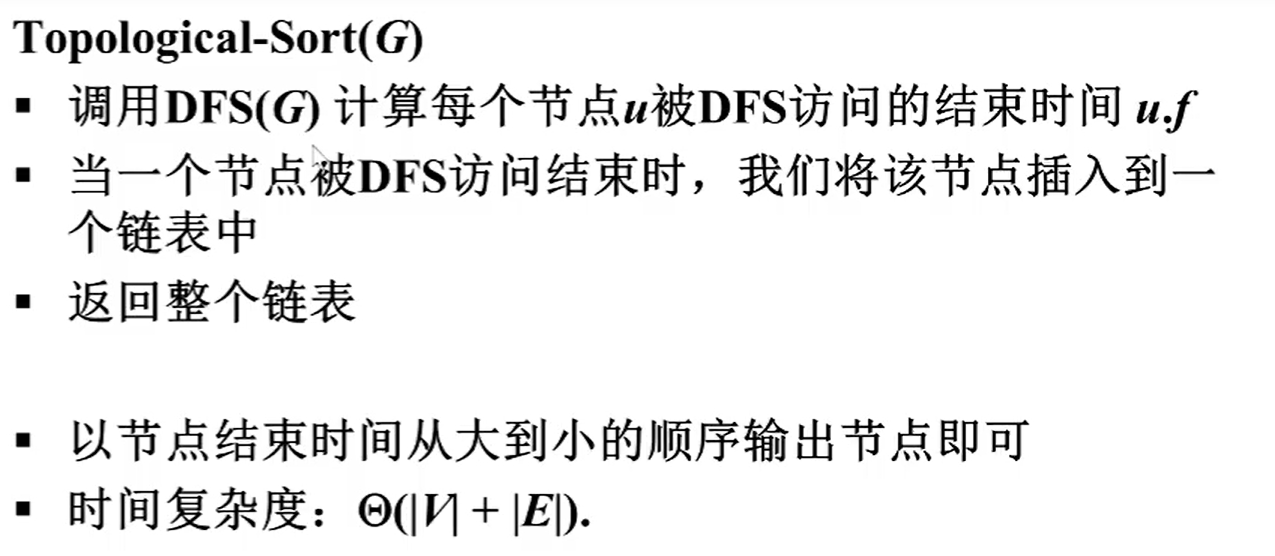 Topological-Sort(G)
▪ 调用DFS(G) 计算每个节点u被DFS访问的结束时间 u.f
▪ 当一个节点被DFS访问结束时，我们将该节点插入到一
个链表中
▪ 返回整个链表
▪ 以节点结束时间从大到小的顺序输出节点即可
▪ 时间复杂度：Θ(|V| + |E|).